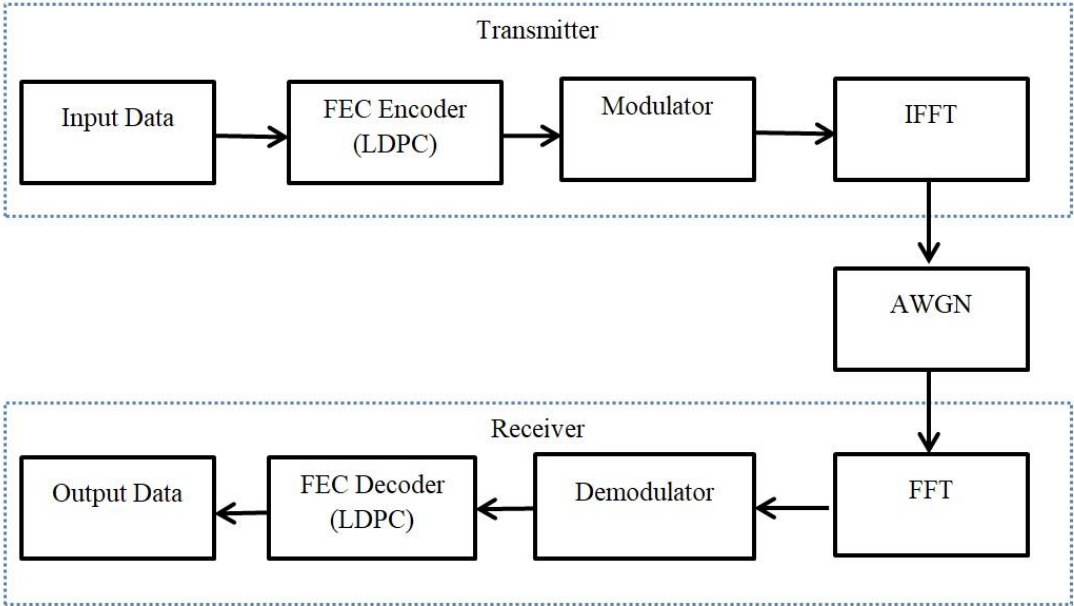 Transmitter
Input Data
FEC Encoder
(LDPC)
Modulator
IFFT
AWGN
Receiver
Output Data
FEC Decoder
(LDPC)
Demodulator
FFT